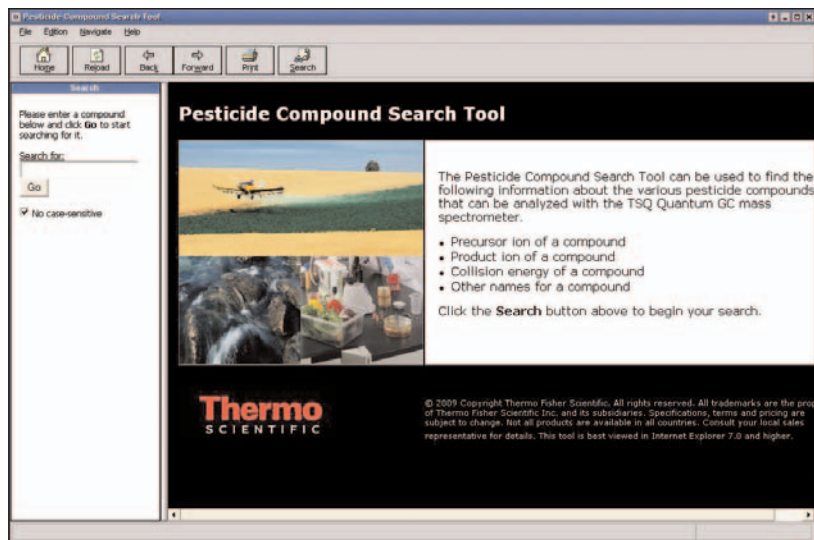 Pesticide Compound Search Tool
File Edition Navigate Help
Home Reload Back Forward Print Search
Search
Please enter a compound
below and click Go to start
searching for it.
Search for:
Go
No case-sensitive
Pesticide Compound Search Tool
The Pesticide Compound Search Tool can be used to find the
following information about the various pesticide compounds
that can be analyzed with the TSQ Quantum GC mass
spectrometer.
• Precursor ion of a compound
• Product ion of a compound
• Collision energy of a compound
• Other names for a compound
Click the Search button above to begin your search.
Thermo
SCIENTIFIC
© 2009 Copyright Thermo Fisher Scientific. All rights reserved. All trademarks are the prop
of Thermo Fisher Scientific Inc. and its subsidiaries. Specifications, terms and pricing are
subject to change. Not all products are available in all countries. Consult your local sales
representative for details. This tool is best viewed in Internet Explorer 7.0 and higher.